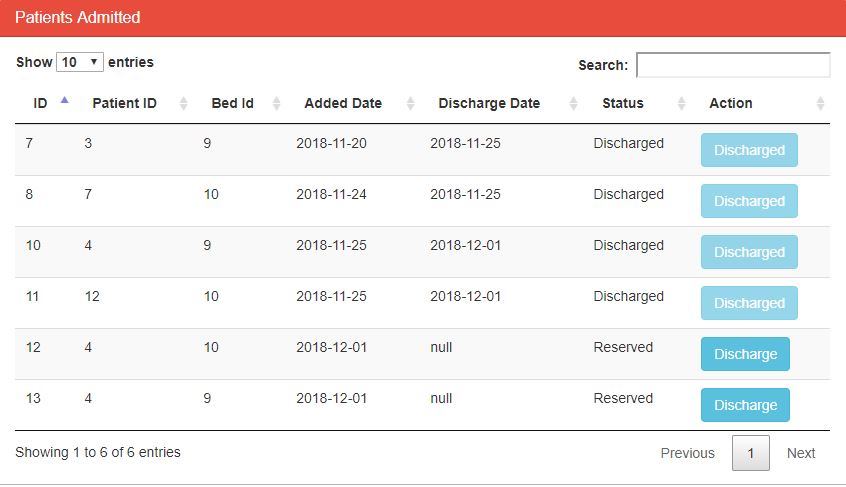 Patients Admitted
Show 10 entries Search:
ID Patient ID Bed Id Added Date Discharge Date Status Action
7 3 9 2018-11-20 2018-11-25 Discharged Discharged
8 7 10 2018-11-24 2018-11-25 Discharged Discharged
10 4 9 2018-11-25 2018-12-01 Discharged Discharged
11 12 10 2018-11-25 2018-12-01 Discharged Discharged
12 4 10 2018-12-01 null Reserved Discharge
13 4 9 2018-12-01 null Reserved Discharge
Showing 1 to 6 of 6 entries Previous 1 Next